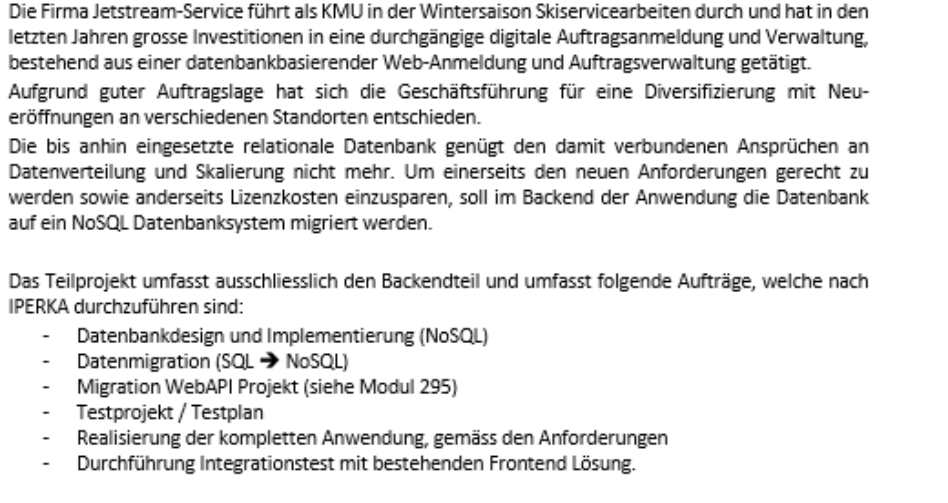 Die Firma Jetstream-Service führt als KMU in der Wintersaison Skiservicearbeiten durch und hat in den
letzten Jahren grosse Investitionen in eine durchgängige digitale Auftragsanmeldung und Verwaltung,
bestehend aus einer datenbankbasierender Web-Anmeldung und Auftragsverwaltung getätigt.
Aufgrund guter Auftragslage hat sich die Geschäftsführung für eine Diversifizierung mit Neu-
eröffnungen an verschiedenen Standorten entschieden.
Die bis anhin eingesetzte relationale Datenbank genügt den damit verbundenen Ansprüchen an
Datenverteilung und Skalierung nicht mehr. Um einerseits den neuen Anforderungen gerecht zu
werden sowie anderseits Lizenzkosten einzusparen, soll im Backend der Anwendung die Datenbank
auf ein NoSQL Datenbanksystem migriert werden.
Das Teilprojekt umfasst ausschliesslich den Backendteil und umfasst folgende Aufträge, welche nach
IPERKA durchzuführen sind:
- Datenbankdesign und Implementierung (NoSQL)
- Datenmigration (SQL ➔ NoSQL)
- Migration WebAPI Projekt (siehe Modul 295)
- Testprojekt / Testplan
- Realisierung der kompletten Anwendung, gemäss den Anforderungen
- Durchführung Integrationstest mit bestehenden Frontend Lösung.